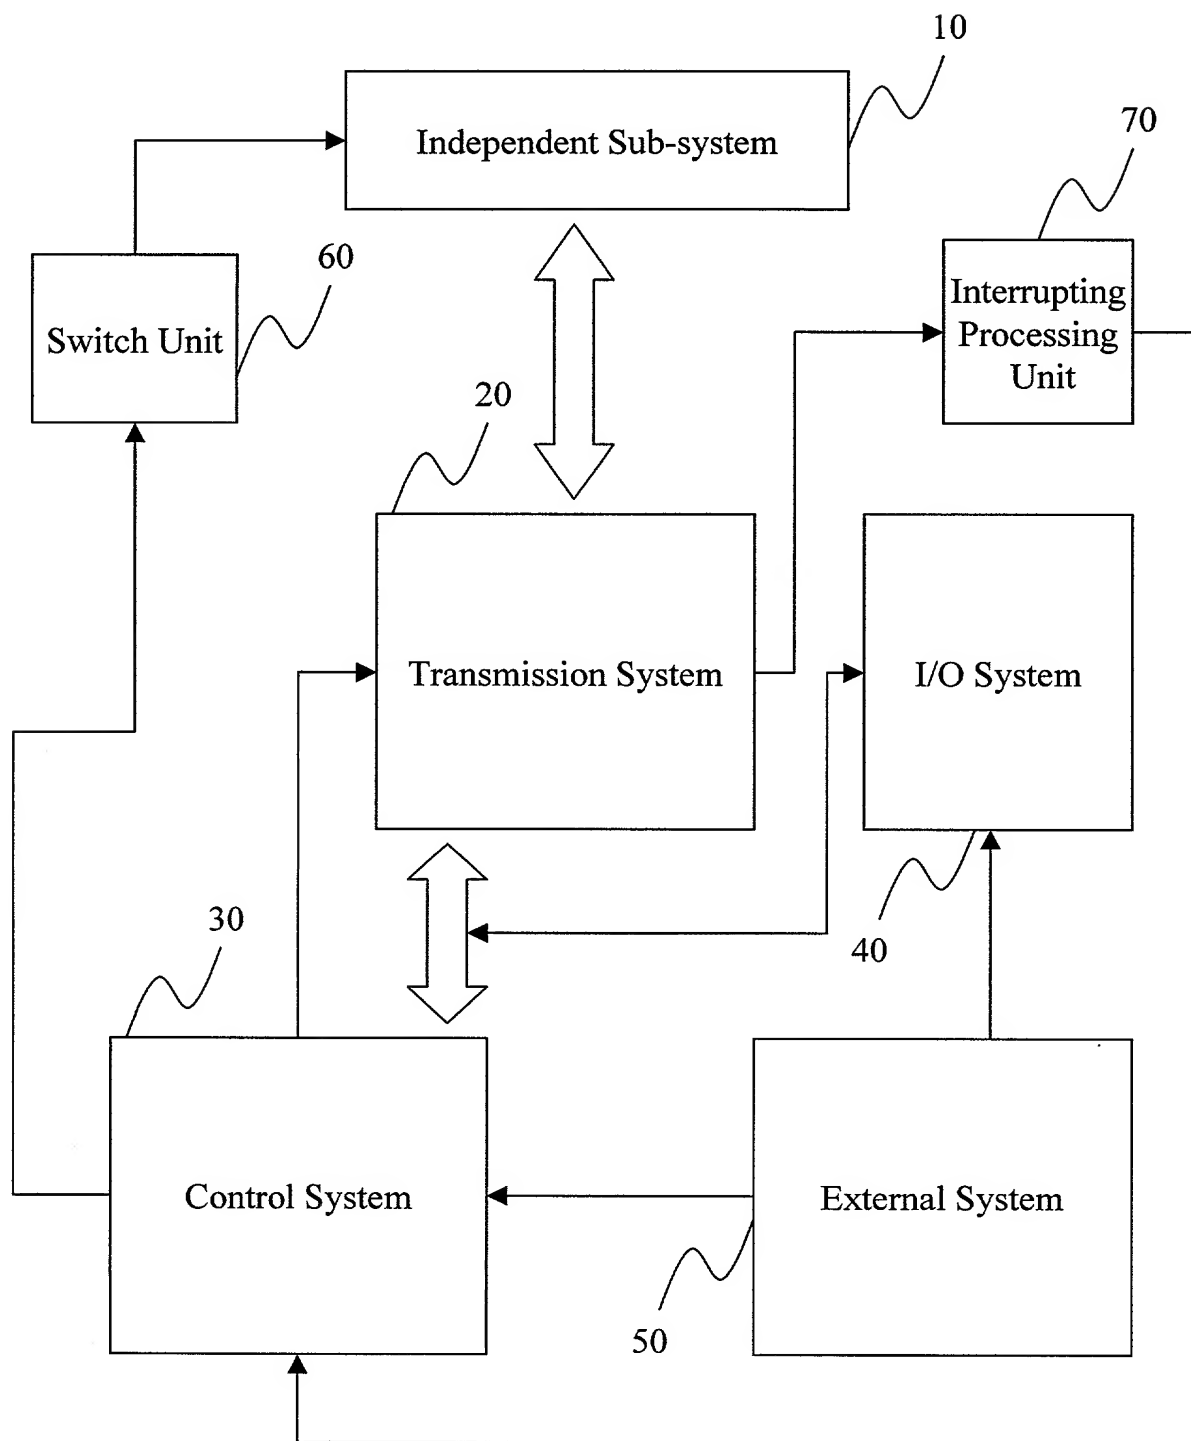 10
Independent Sub-system
70
60
Interrupting
Processing
Unit
Switch Unit
20
Transmission System
I/O System
30
40
Control System
External System
50